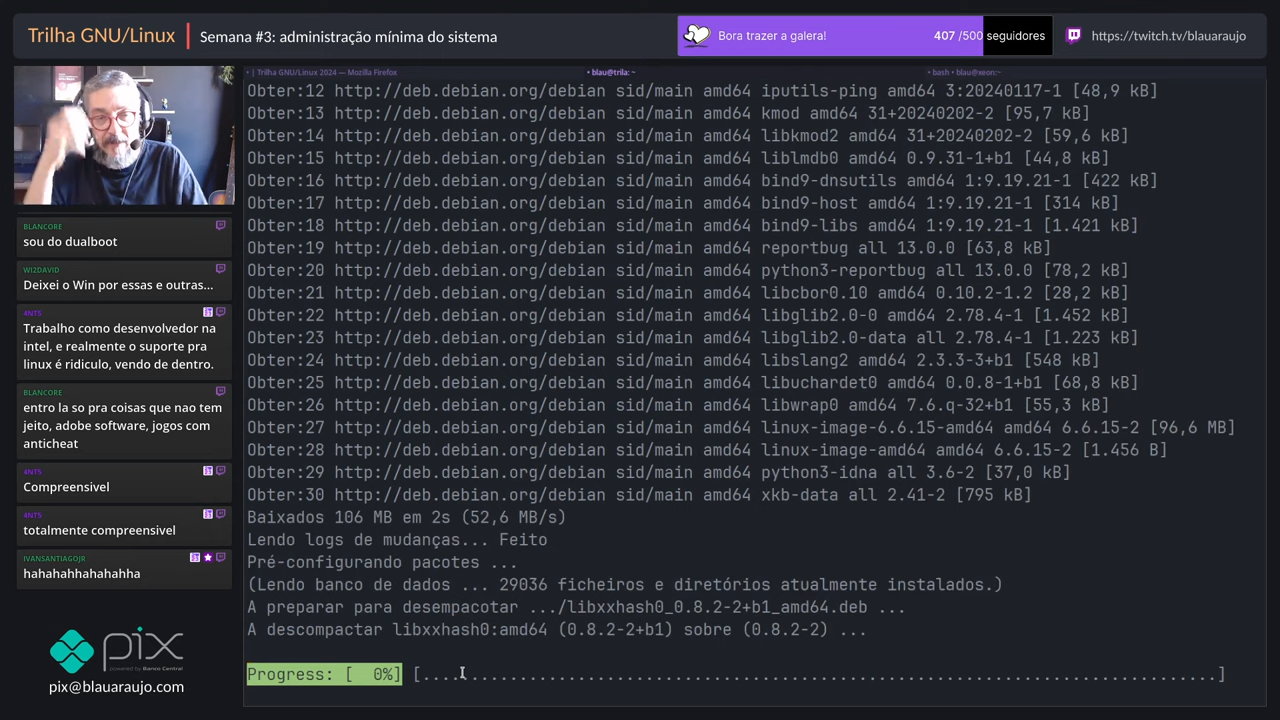 Trilha GNU/Linux
Semana #3: administração mínima do sistema
Bora trazer a galera!
407 /500 seguidores
https://twitch.tv/blauaraujo
| Trilha GNU/Linux 2024 — Mozilla Firefox
• blau@trila: ~
• bash • blau@xeon:~
BLANCORE
sou do dualboot
WI2DAVID
Deixei o Win por essas e outras...
4NT5
Trabalho como desenvolvedor na
intel, e realmente o suporte pra
linux é ridiculo, vendo de dentro.
BLANCORE
entro la so pra coisas que nao tem
jeito, adobe software, jogos com
anticheat
4NT5
Compreensivel
4NT5
totalmente compreensivel
IVANSANTIAGOJR
hahahahhahahahha
pix
powered by Banco Central
pix@blauaraujo.com
Obter:12 http://deb.debian.org/debian sid/main amd64 iputils-ping amd64 3:20240117-1 [48,9 kB]
Obter:13 http://deb.debian.org/debian sid/main amd64 kmod amd64 31+20240202-2 [95,7 kB]
Obter:14 http://deb.debian.org/debian sid/main amd64 libkmod2 amd64 31+20240202-2 [59,6 kB]
Obter:15 http://deb.debian.org/debian sid/main amd64 liblmdb0 amd64 0.9.31-1+b1 [44,8 kB]
Obter:16 http://deb.debian.org/debian sid/main amd64 bind9-dnsutils amd64 1:9.19.21-1 [422 kB]
Obter:17 http://deb.debian.org/debian sid/main amd64 bind9-host amd64 1:9.19.21-1 [314 kB]
Obter:18 http://deb.debian.org/debian sid/main amd64 bind9-libs amd64 1:9.19.21-1 [1.421 kB]
Obter:19 http://deb.debian.org/debian sid/main amd64 reportbug all 13.0.0 [63,8 kB]
Obter:20 http://deb.debian.org/debian sid/main amd64 python3-reportbug all 13.0.0 [78,2 kB]
Obter:21 http://deb.debian.org/debian sid/main amd64 libcbor0.10 amd64 0.10.2-1.2 [28,2 kB]
Obter:22 http://deb.debian.org/debian sid/main amd64 libglib2.0-0 amd64 2.78.4-1 [1.452 kB]
Obter:23 http://deb.debian.org/debian sid/main amd64 libglib2.0-data all 2.78.4-1 [1.223 kB]
Obter:24 http://deb.debian.org/debian sid/main amd64 libslang2 amd64 2.3.3-3+b1 [548 kB]
Obter:25 http://deb.debian.org/debian sid/main amd64 libuchardet0 amd64 0.0.8-1+b1 [68,8 kB]
Obter:26 http://deb.debian.org/debian sid/main amd64 libwrap0 amd64 7.6.q-32+b1 [55,3 kB]
Obter:27 http://deb.debian.org/debian sid/main amd64 linux-image-6.6.15-amd64 amd64 6.6.15-2 [96,6 MB]
Obter:28 http://deb.debian.org/debian sid/main amd64 linux-image-amd64 amd64 6.6.15-2 [1.456 B]
Obter:29 http://deb.debian.org/debian sid/main amd64 python3-idna all 3.6-2 [37,0 kB]
Obter:30 http://deb.debian.org/debian sid/main amd64 xkb-data all 2.41-2 [795 kB]
Baixados 106 MB em 2s (52,6 MB/s)
Lendo logs de mudanças... Feito
Pré-configurando pacotes ...
(Lendo banco de dados ... 29036 ficheiros e diretórios atualmente instalados.)
A preparar para desempacotar .../libxxhash0_0.8.2-2+b1_amd64.deb ...
A descompactar libxxhash0:amd64 (0.8.2-2+b1) sobre (0.8.2-2) ...
Progress: [  0%] [..................................................................................]